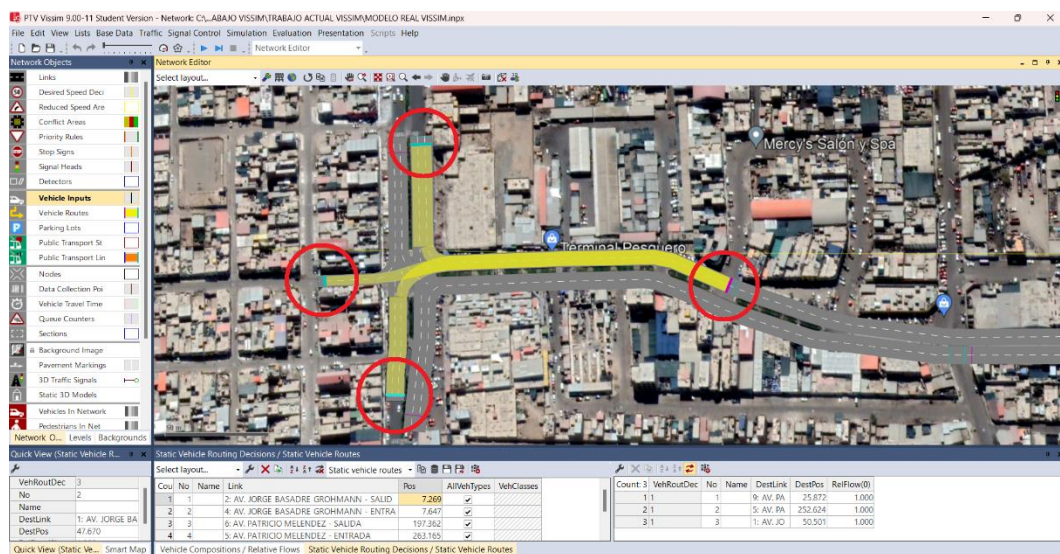 PTV Vissim 9.00-11 Student Version - Network: C:\...ABAJO VISSIM\TRABAJO ACTUAL VISSIM\MODELO REAL VISSIM.inpx
File Edit View Lists Base Data Traffic Signal Control Simulation Evaluation Presentation Scripts Help
Network Editor
Network Objects
Links
Desired Speed Deci
Reduced Speed Are
Conflict Areas
Priority Rules
Stop Signs
Signal Heads
Detectors
Vehicle Inputs
Vehicle Routes
Parking Lots
Public Transport St
Public Transport Lin
Nodes
Data Collection Poi
Vehicle Travel Time
Queue Counters
Sections
Background Image
Pavement Markings
3D Traffic Signals
Static 3D Models
Vehicles In Network
Pedestrians In Net
Network O... Levels Backgrounds
Network Editor
Select layout...
Mercy's Salón y Spa
Terminal Pesquero
Quick View (Static Vehicle R...
VehRoutDec 3
No 2
Name
DestLink 1: AV. JORGE BA
DestPos 47.670
Quick View (Static Ve... Smart Map
Static Vehicle Routing Decisions / Static Vehicle Routes
Select layout... Static vehicle routes
Cou No Name Link Pos AllVehTypes VehClasses
1 1 2: AV. JORGE BASADRE GROHMANN - SALID 7.269
2 2 4: AV. JORGE BASADRE GROHMANN - ENTRA 7.647
3 3 6: AV. PATRICIO MELENDEZ - SALIDA 197.362
4 4 5: AV. PATRICIO MELENDEZ - ENTRADA 263.165
Count: 3 VehRoutDec No Name DestLink DestPos RelFlow(0)
1 1 1 9: AV. PA 25.872 1.000
2 1 2 5: AV. PA 252.624 1.000
3 1 3 1: AV. JO 50.501 1.000
Vehicle Compositions / Relative Flows Static Vehicle Routing Decisions / Static Vehicle Routes